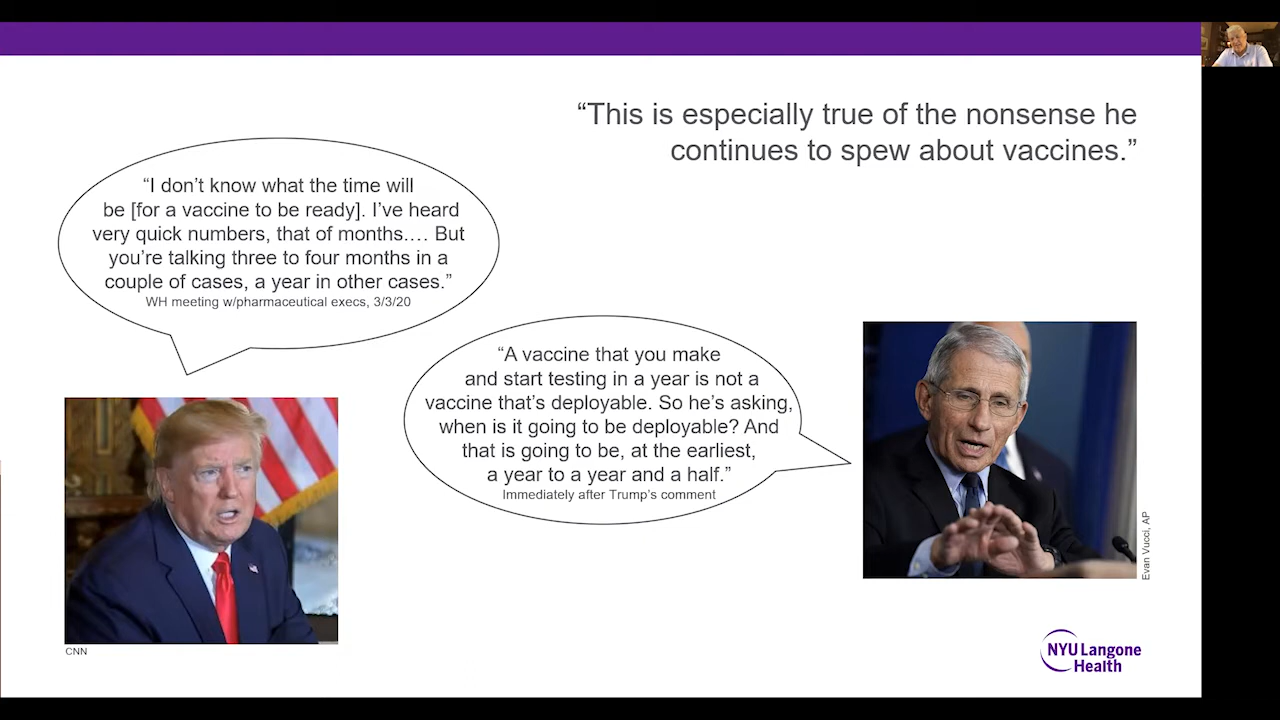 “This is especially true of the nonsense he
continues to spew about vaccines.”
“I don’t know what the time will
be [for a vaccine to be ready]. I’ve heard
very quick numbers, that of months.… But
you’re talking three to four months in a
couple of cases, a year in other cases.”
WH meeting w/pharmaceutical execs, 3/3/20
“A vaccine that you make
and start testing in a year is not a
vaccine that’s deployable. So he’s asking,
when is it going to be deployable? And
that is going to be, at the earliest,
a year to a year and a half.”
Immediately after Trump’s comment
CNN
Evan Vucci, AP
NYU Langone
Health